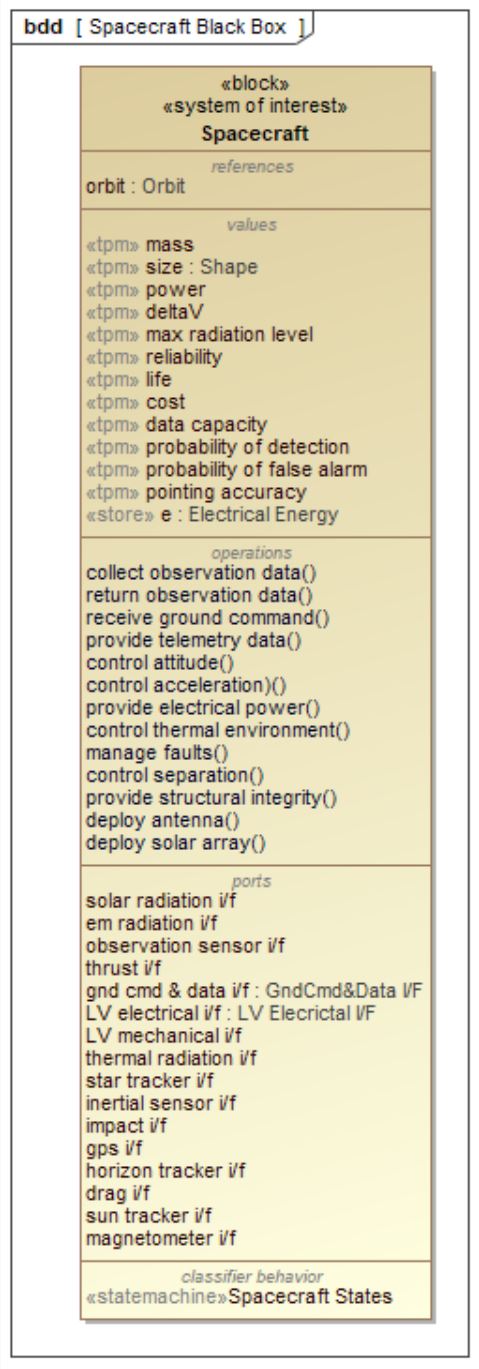 bdd [ Spacecraft Black Box ]
«block»
«system of interest»
Spacecraft
references
orbit : Orbit
values
«tpm» mass
«tpm» size : Shape
«tpm» power
«tpm» deltaV
«tpm» max radiation level
«tpm» reliability
«tpm» life
«tpm» cost
«tpm» data capacity
«tpm» probability of detection
«tpm» probability of false alarm
«tpm» pointing accuracy
«store» e : Electrical Energy
operations
collect observation data()
return observation data()
receive ground command()
provide telemetry data()
control attitude()
control acceleration)()
provide electrical power()
control thermal environment()
manage faults()
control separation()
provide structural integrity()
deploy antenna()
deploy solar array()
ports
solar radiation i/f
em radiation i/f
observation sensor i/f
thrust i/f
gnd cmd & data i/f : GndCmd&Data I/F
LV electrical i/f : LV Elecrictal I/F
LV mechanical i/f
thermal radiation i/f
star tracker i/f
inertial sensor i/f
impact i/f
gps i/f
horizon tracker i/f
drag i/f
sun tracker i/f
magnetometer i/f
classifier behavior
«statemachine»Spacecraft States